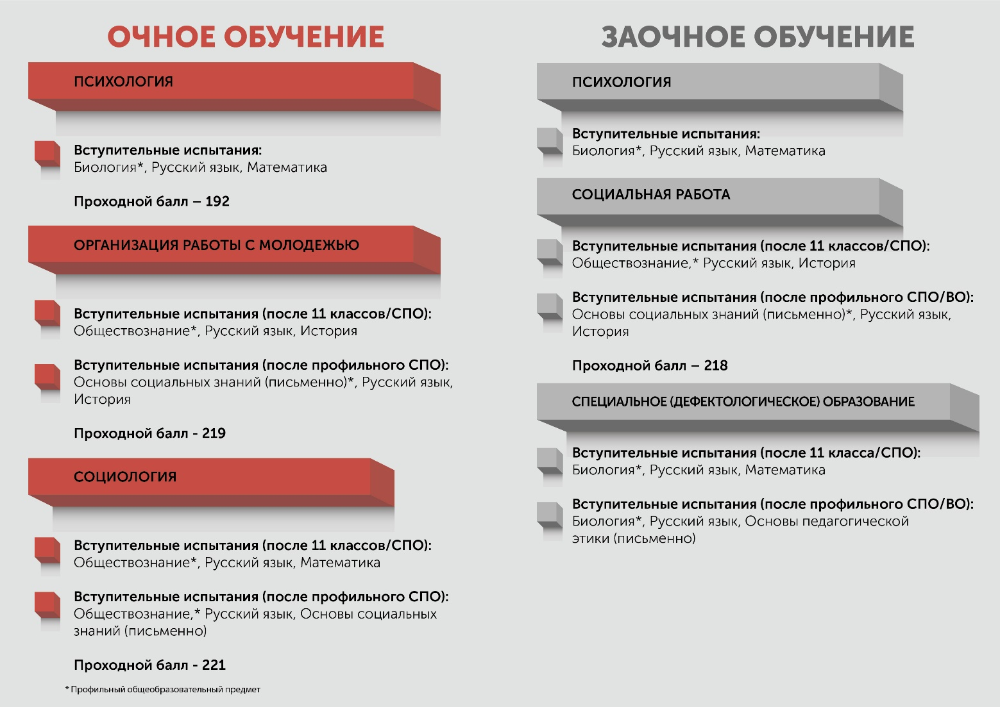 ОЧНОЕ ОБУЧЕНИЕ
ПСИХОЛОГИЯ
Вступительные испытания:
Биология*, Русский язык, Математика
Проходной балл – 192
ОРГАНИЗАЦИЯ РАБОТЫ С МОЛОДЕЖЬЮ
Вступительные испытания (после 11 классов/СПО):
Обществознание*, Русский язык, История
Вступительные испытания (после профильного СПО):
Основы социальных знаний (письменно)*, Русский язык,
История
Проходной балл - 219
СОЦИОЛОГИЯ
Вступительные испытания (после 11 классов/СПО):
Обществознание*, Русский язык, Математика
Вступительные испытания (после профильного СПО):
Обществознание,* Русский язык, Основы социальных
знаний (письменно)
Проходной балл - 221
* Профильный общеобразовательный предмет
ЗАОЧНОЕ ОБУЧЕНИЕ
ПСИХОЛОГИЯ
Вступительные испытания:
Биология*, Русский язык, Математика
СОЦИАЛЬНАЯ РАБОТА
Вступительные испытания (после 11 классов/СПО):
Обществознание,* Русский язык, История
Вступительные испытания (после профильного СПО/ВО):
Основы социальных знаний (письменно)*, Русский язык,
История
Проходной балл – 218
СПЕЦИАЛЬНОЕ (ДЕФЕКТОЛОГИЧЕСКОЕ) ОБРАЗОВАНИЕ
Вступительные испытания (после 11 класса/СПО):
Биология*, Русский язык, Математика
Вступительные испытания (после профильного СПО/ВО):
Биология*, Русский язык, Основы педагогической
этики (письменно)